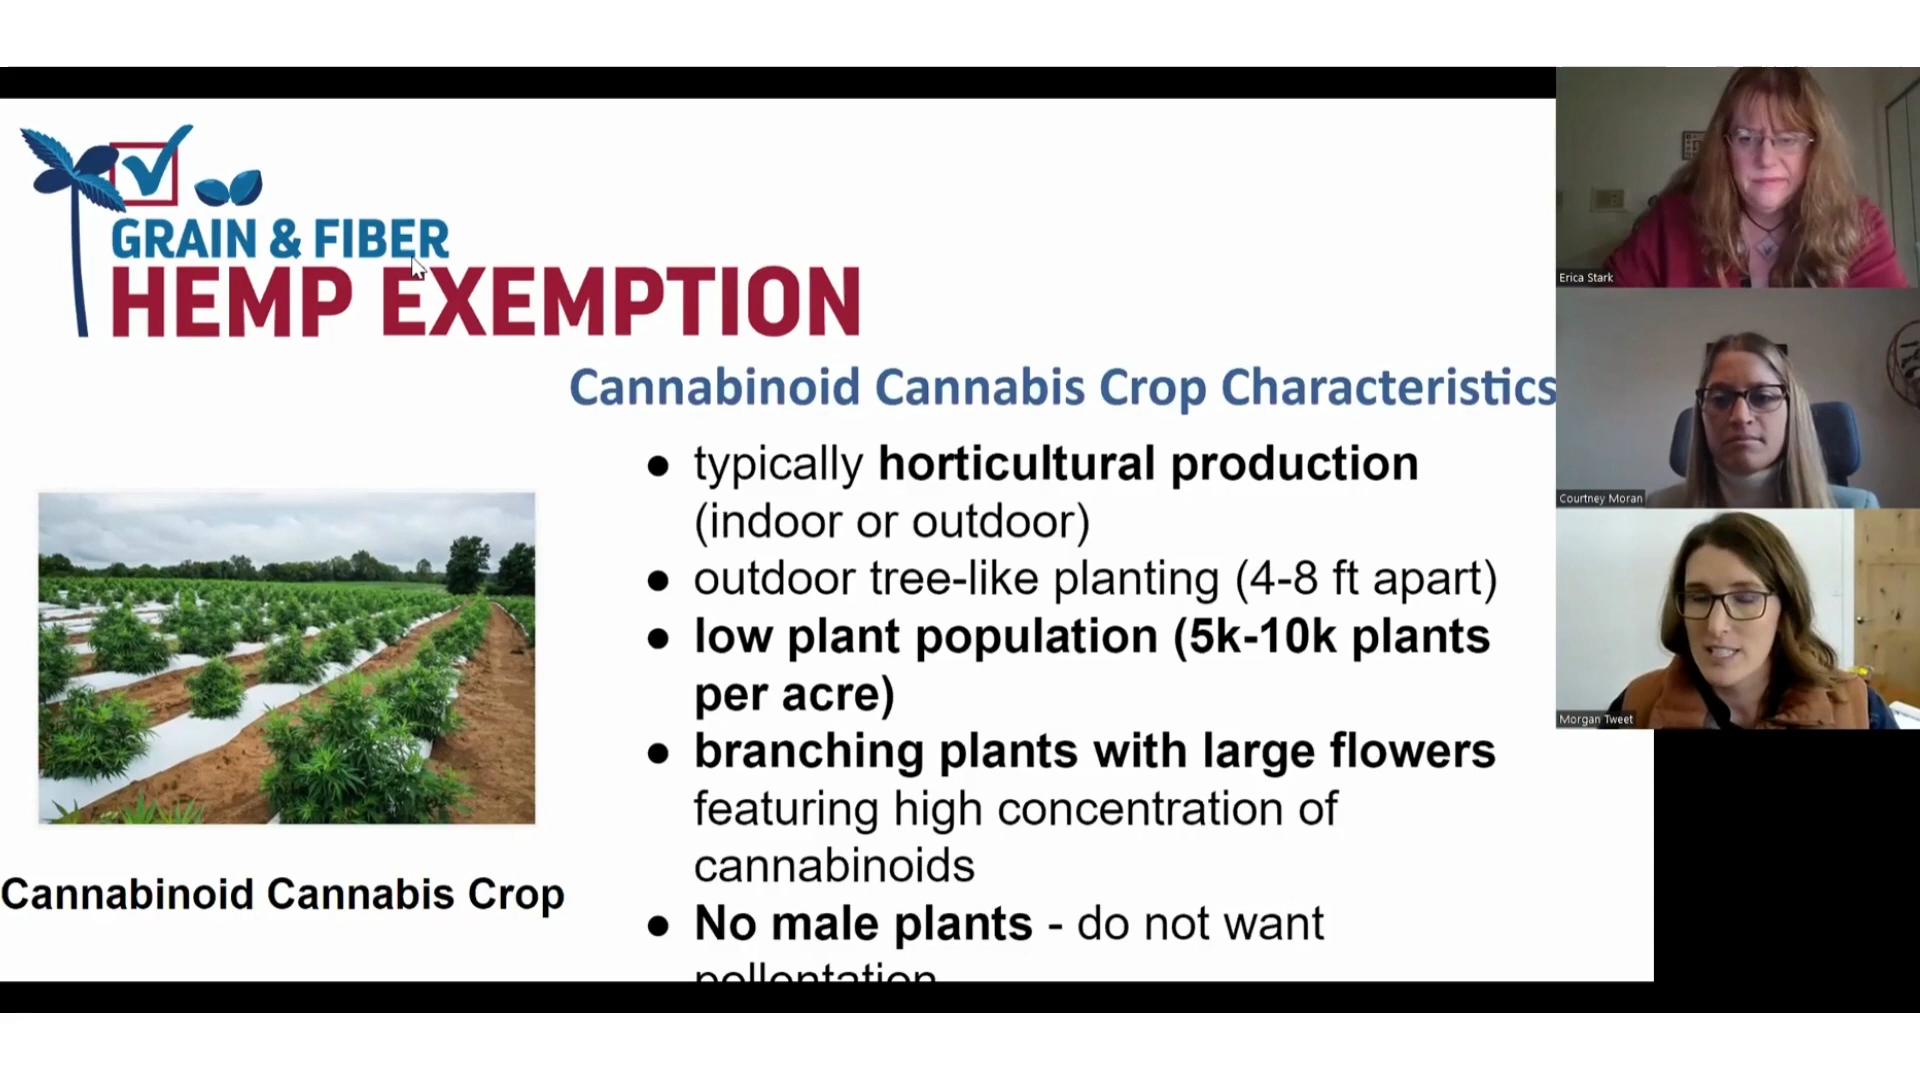 GRAIN & FIBER
HEMP EXEMPTION
Cannabinoid Cannabis Crop Characteristics
● typically horticultural production
(indoor or outdoor)
● outdoor tree-like planting (4-8 ft apart)
● low plant population (5k-10k plants
per acre)
● branching plants with large flowers
featuring high concentration of
cannabinoids
● No male plants - do not want
pollentation
Cannabinoid Cannabis Crop
Erica Stark
Courtney Moran
Morgan Tweet